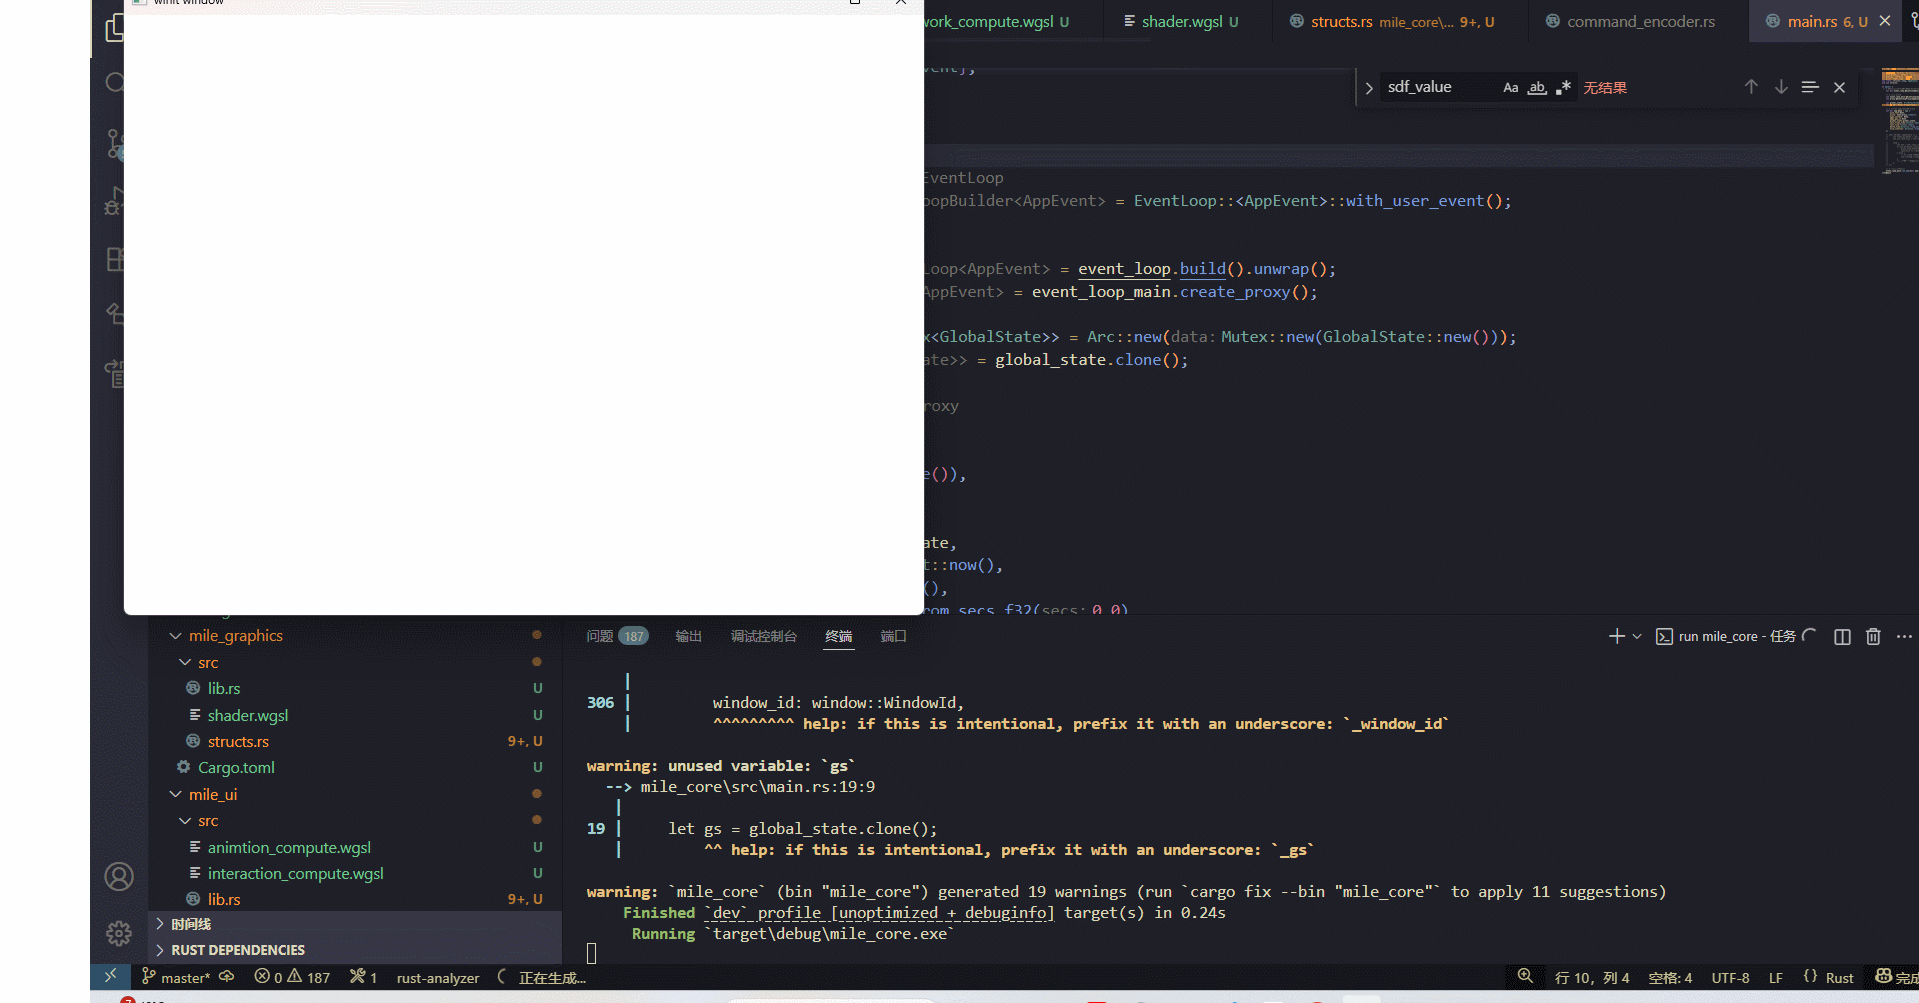 winit window
work_compute.wgsl U
shader.wgsl U
structs.rs mile_core\... 9+, U
command_encoder.rs
main.rs 6, U
sdf_value Aa ab .* 无结果
EventLoop
opBuilder<AppEvent> = EventLoop::<AppEvent>::with_user_event();
Loop<AppEvent> = event_loop.build().unwrap();
AppEvent> = event_loop_main.create_proxy();
x<GlobalState>> = Arc::new(data: Mutex::new(GlobalState::new()));
ate>> = global_state.clone();
roxy
e()),
ate,
t::now(),
(),
rom_secs_f32(secs: 0.0)
mile_graphics
src
lib.rs U
shader.wgsl U
structs.rs 9+, U
Cargo.toml U
mile_ui
src
animtion_compute.wgsl U
interaction_compute.wgsl U
lib.rs 9+, U
时间线
RUST DEPENDENCIES
问题 187 输出 调试控制台 终端 端口
run mile_core - 任务
|
306 | window_id: window::WindowId,
| ^^^^^^^^^ help: if this is intentional, prefix it with an underscore: `_window_id`
warning: unused variable: `gs`
--> mile_core\src\main.rs:19:9
|
19 | let gs = global_state.clone();
| ^^ help: if this is intentional, prefix it with an underscore: `_gs`
warning: `mile_core` (bin "mile_core") generated 19 warnings (run `cargo fix --bin "mile_core"` to apply 11 suggestions)
Finished `dev` profile [unoptimized + debuginfo] target(s) in 0.24s
Running `target\debug\mile_core.exe`
master* 0 187 1 rust-analyzer 正在生成... 行 10，列 4 空格: 4 UTF-8 LF {} Rust 完成